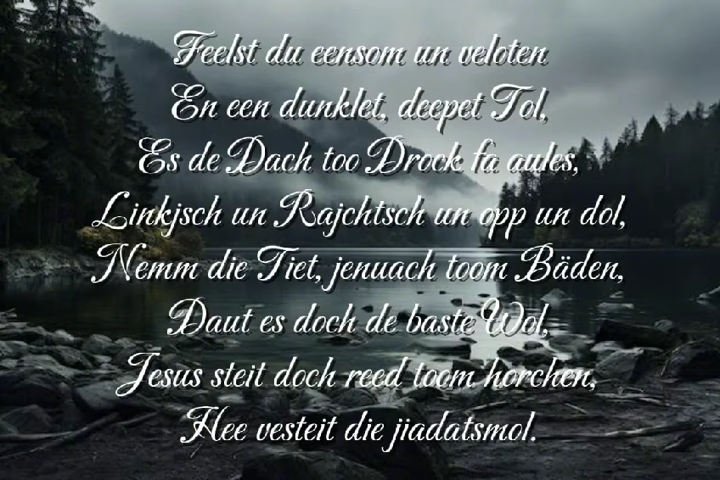 Feelst du eensom un veloten
En een dunklet, deepet Tol,
Es de Dach too Drock fa aules,
Linkjsch un Rajchtsch un opp un dol,
Nemm die Tiet, jenuach toom Bäden,
Daut es doch de baste Wol,
Jesus steit doch reed toom horchen,
Hee vesteit die jiadatsmol.